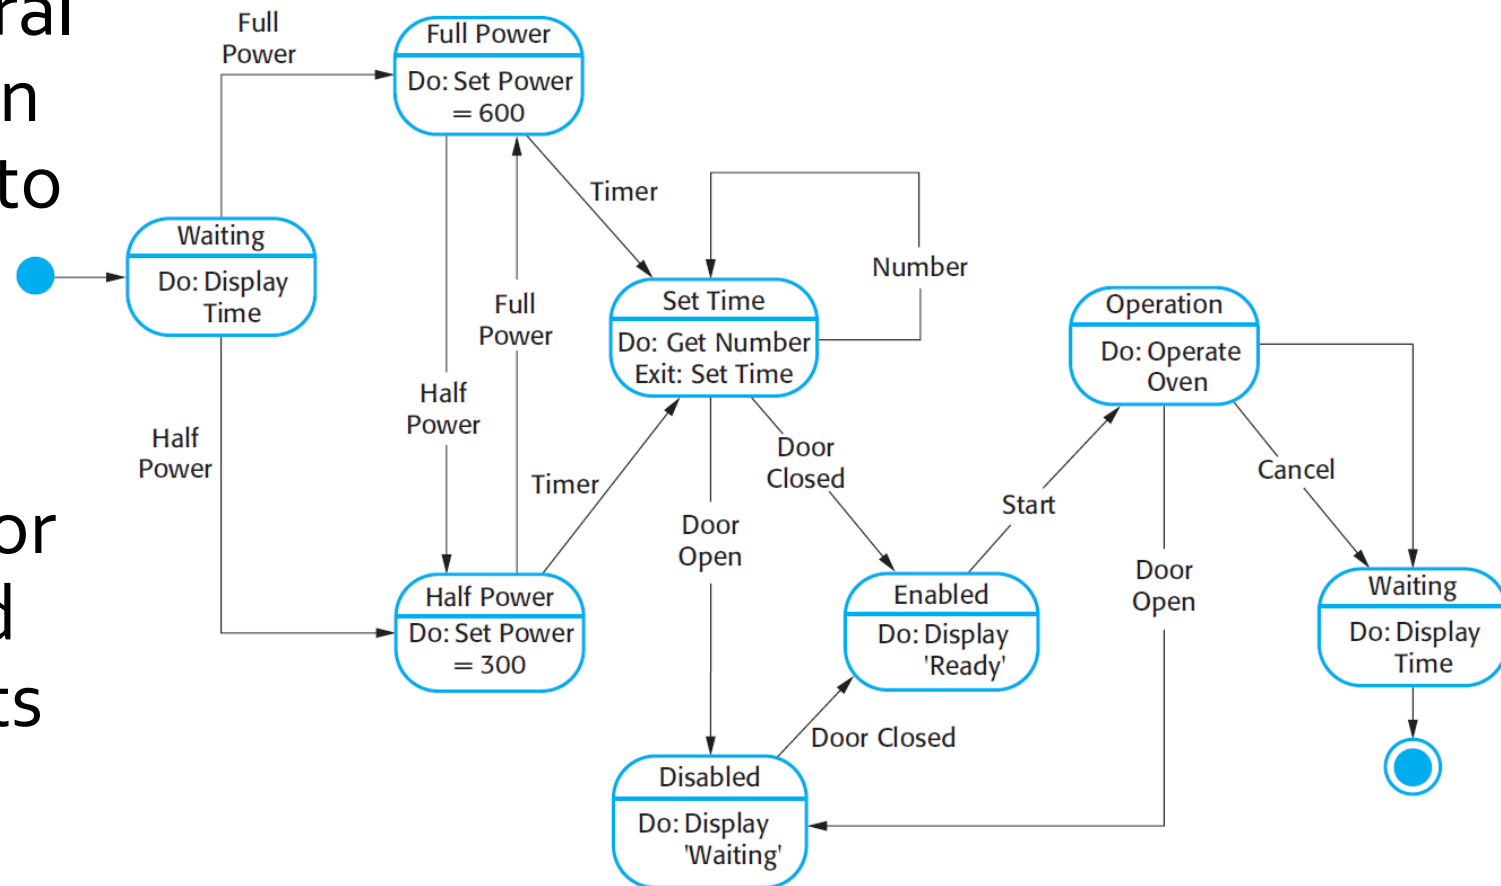 ral
n
to
or
d
ts
Full
Power
Full Power
Do: Set Power
= 600
Timer
Waiting
Do: Display
Time
Full
Power
Half
Power
Half
Power
Number
Set Time
Do: Get Number
Exit: Set Time
Operation
Do: Operate
Oven
Timer
Door
Closed
Door
Open
Start
Cancel
Door
Open
Half Power
Do: Set Power
= 300
Enabled
Do: Display
'Ready'
Waiting
Do: Display
Time
Door Closed
Disabled
Do: Display
'Waiting'